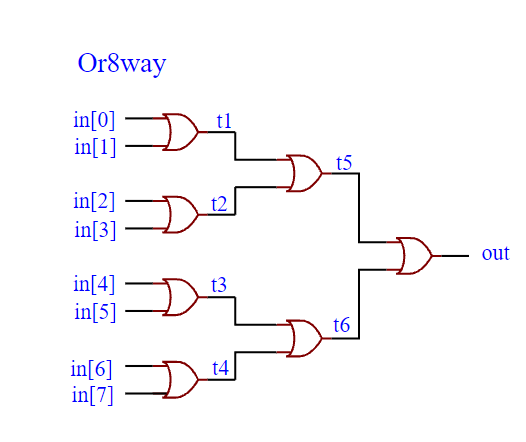 Or8way
in[0]
t1
in[1]
t5
in[2]
t2
in[3]
out
in[4]
t3
in[5]
t6
in[6]
t4
in[7]